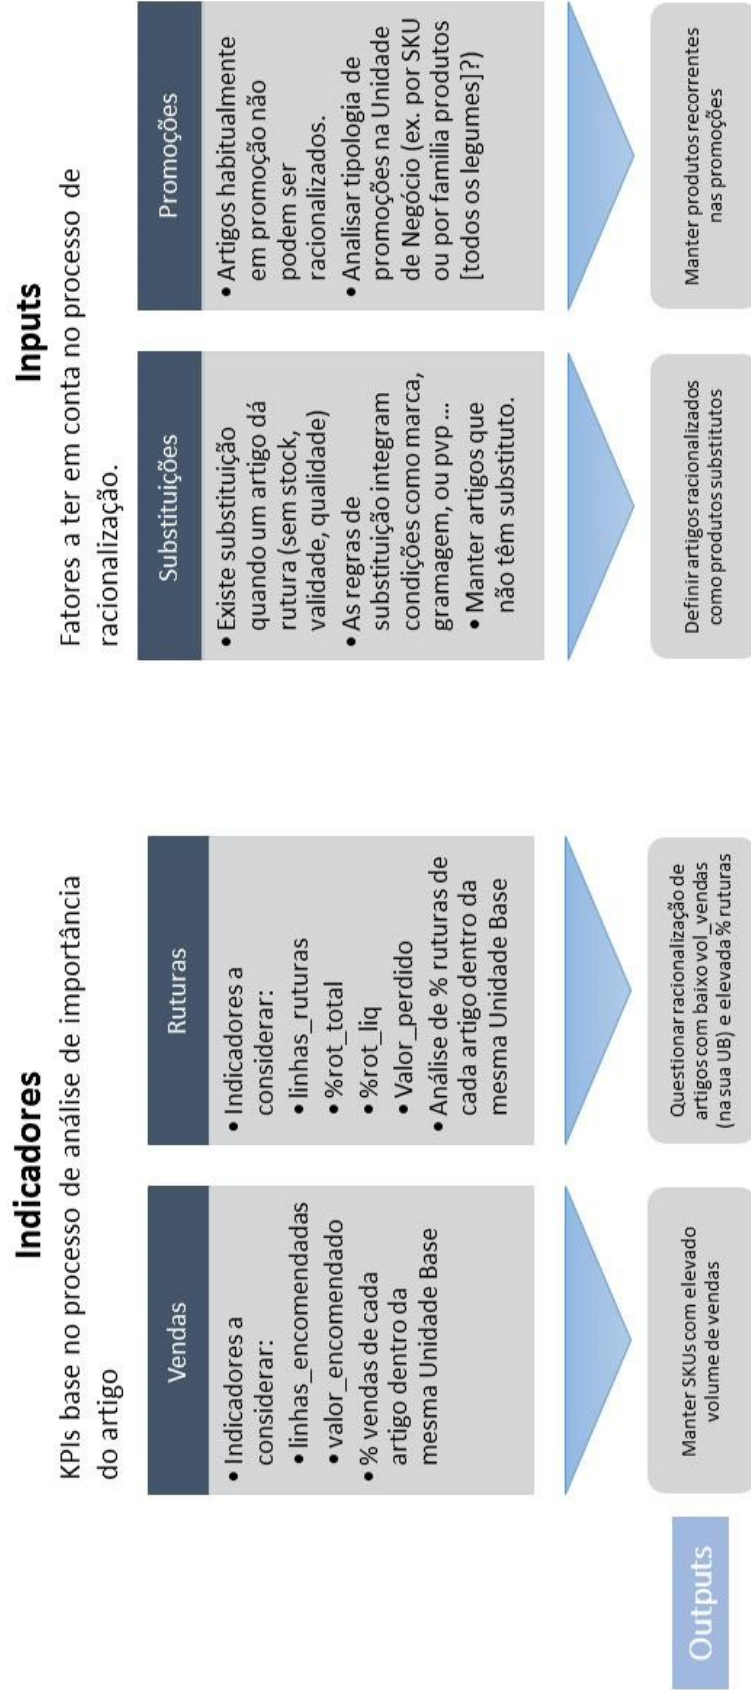 Indicadores
KPIs base no processo de análise de importância
do artigo
Vendas
• Indicadores a
considerar:
• linhas_encomendadas
• valor_encomendado
• % vendas de cada
artigo dentro da
mesma Unidade Base
Manter SKUs com elevado
volume de vendas
Ruturas
• Indicadores a
considerar:
• linhas_ruturas
• %rot_total
• %rot_liq
• Valor_perdido
• Análise de % ruturas de
cada artigo dentro da
mesma Unidade Base
Questionar racionalização de
artigos com baixo vol_vendas
(na sua UB) e elevada % ruturas
Inputs
Fatores a ter em conta no processo de
racionalização.
Substituições
• Existe substituição
quando um artigo dá
rutura (sem stock,
validade, qualidade)
• As regras de
substituição integram
condições como marca,
gramagem, ou pvp ...
• Manter artigos que
não têm substituto.
Definir artigos racionalizados
como produtos substitutos
Promoções
• Artigos habitualmente
em promoção não
podem ser
racionalizados.
• Analisar tipologia de
promoções na Unidade
de Negócio (ex. por SKU
ou por familia produtos
[todos os legumes]?)
Manter produtos recorrentes
nas promoções
Outputs